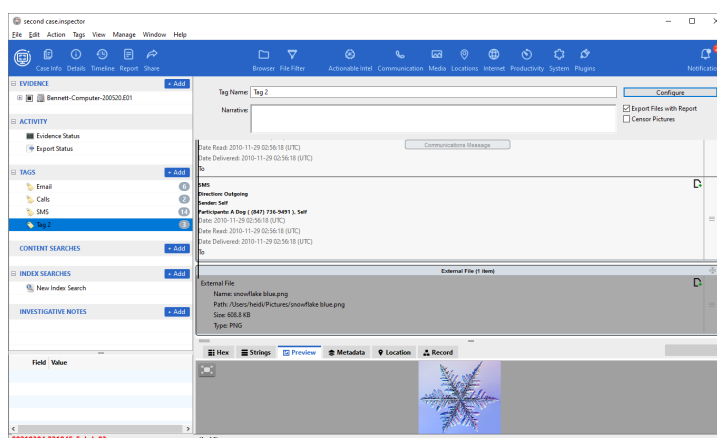 second case.inspector
File Edit Action Tags View Manage Window Help
Case Info Details Timeline Report Share Browser File Filter Actionable Intel Communication Media Locations Internet Productivity System Plugins Notification
EVIDENCE + Add
Bennett-Computer-200520.E01
ACTIVITY
Evidence Status
Export Status
TAGS + Add
Email 6
Calls 2
SMS 14
Tag 2 3
CONTENT SEARCHES + Add
INDEX SEARCHES + Add
New Index Search
INVESTIGATIVE NOTES + Add
Field Value
Tag Name: Tag 2 Configure
Narrative: Export Files with Report
Censor Pictures
Date Read: 2010-11-29 02:56:18 (UTC) Communications Message
Date Delivered: 2010-11-29 02:56:18 (UTC)
To
SMS
Direction: Outgoing
Sender: Self
Participants: A Dog ( (847) 736-9491 ), Self
Date: 2010-11-29 02:56:18 (UTC)
Date Read: 2010-11-29 02:56:18 (UTC)
Date Delivered: 2010-11-29 02:56:18 (UTC)
To
External File (1 item)
External File
Name: snowflake blue.png
Path: /Users/heidi/Pictures/snowflake blue.png
Size: 608.8 KB
Type: PNG
Hex Strings Preview Metadata Location Record